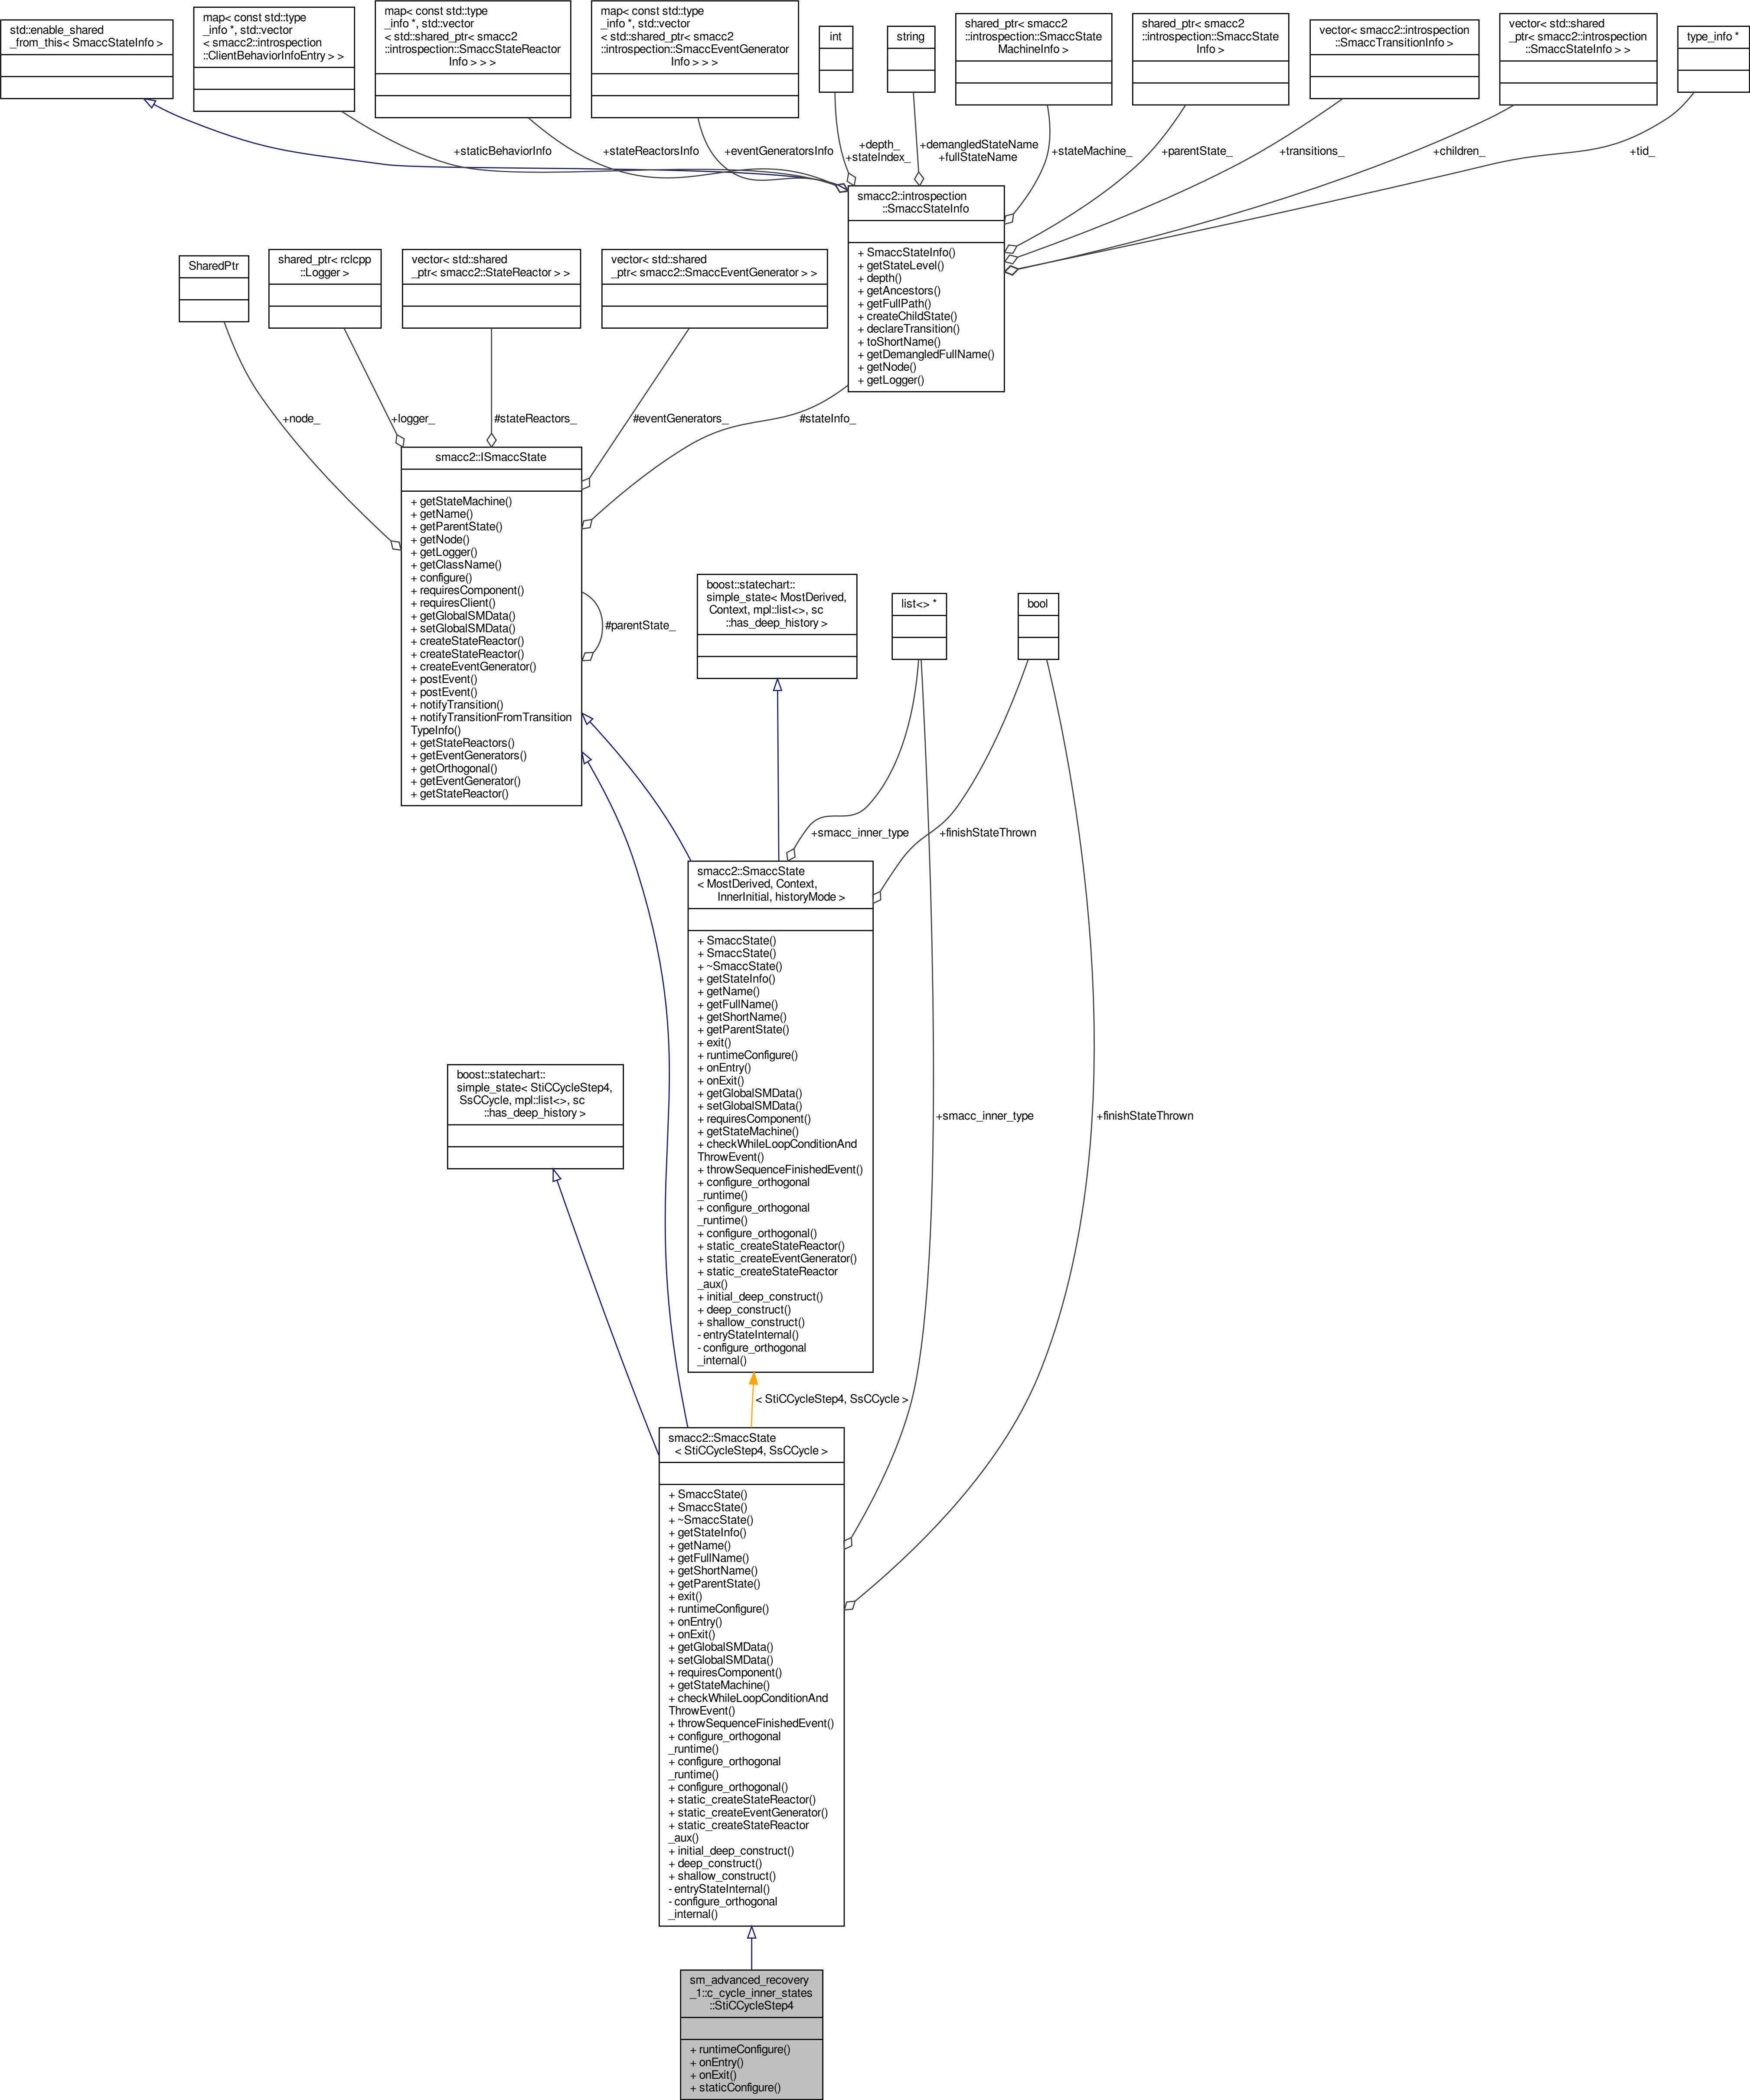 std::enable_shared
_from_this< SmaccStateInfo >
map< const std::type
_info *, std::vector
< smacc2::introspection
::ClientBehaviorInfoEntry > >
map< const std::type
_info *, std::vector
< std::shared_ptr< smacc2
::introspection::SmaccStateReactor
Info > > >
map< const std::type
_info *, std::vector
< std::shared_ptr< smacc2
::introspection::SmaccEventGenerator
Info > > >
int
string
shared_ptr< smacc2
::introspection::SmaccState
MachineInfo >
shared_ptr< smacc2
::introspection::SmaccState
Info >
vector< smacc2::introspection
::SmaccTransitionInfo >
vector< std::shared
_ptr< smacc2::introspection
::SmaccStateInfo > >
type_info *
+staticBehaviorInfo
+stateReactorsInfo
+eventGeneratorsInfo
+depth_
+stateIndex_
+demangledStateName
+fullStateName
+stateMachine_
+parentState_
+transitions_
+children_
+tid_
smacc2::introspection
::SmaccStateInfo
+ SmaccStateInfo()
+ getStateLevel()
+ depth()
+ getAncestors()
+ getFullPath()
+ createChildState()
+ declareTransition()
+ toShortName()
+ getDemangledFullName()
+ getNode()
+ getLogger()
SharedPtr
shared_ptr< rclcpp
::Logger >
vector< std::shared
_ptr< smacc2::StateReactor > >
vector< std::shared
_ptr< smacc2::SmaccEventGenerator > >
+node_
+logger_
#stateReactors_
#eventGenerators_
#stateInfo_
smacc2::ISmaccState
+ getStateMachine()
+ getName()
+ getParentState()
+ getNode()
+ getLogger()
+ getClassName()
+ configure()
+ requiresComponent()
+ requiresClient()
+ getGlobalSMData()
+ setGlobalSMData()
+ createStateReactor()
+ createStateReactor()
+ createEventGenerator()
+ postEvent()
+ postEvent()
+ notifyTransition()
+ notifyTransitionFromTransition
TypeInfo()
+ getStateReactors()
+ getEventGenerators()
+ getOrthogonal()
+ getEventGenerator()
+ getStateReactor()
#parentState_
boost::statechart::
simple_state< MostDerived,
Context, mpl::list<>, sc
::has_deep_history >
list<> *
bool
+smacc_inner_type
+finishStateThrown
smacc2::SmaccState
< MostDerived, Context,
InnerInitial, historyMode >
+ SmaccState()
+ SmaccState()
+ ~SmaccState()
+ getStateInfo()
+ getName()
+ getFullName()
+ getShortName()
+ getParentState()
+ exit()
+ runtimeConfigure()
+ onEntry()
+ onExit()
+ getGlobalSMData()
+ setGlobalSMData()
+ requiresComponent()
+ getStateMachine()
+ checkWhileLoopConditionAnd
ThrowEvent()
+ throwSequenceFinishedEvent()
+ configure_orthogonal
_runtime()
+ configure_orthogonal
_runtime()
+ configure_orthogonal()
+ static_createStateReactor()
+ static_createEventGenerator()
+ static_createStateReactor
_aux()
+ initial_deep_construct()
+ deep_construct()
+ shallow_construct()
- entryStateInternal()
- configure_orthogonal
_internal()
boost::statechart::
simple_state< StiCCycleStep4,
SsCCycle, mpl::list<>, sc
::has_deep_history >
+smacc_inner_type
+finishStateThrown
< StiCCycleStep4, SsCCycle >
smacc2::SmaccState
< StiCCycleStep4, SsCCycle >
+ SmaccState()
+ SmaccState()
+ ~SmaccState()
+ getStateInfo()
+ getName()
+ getFullName()
+ getShortName()
+ getParentState()
+ exit()
+ runtimeConfigure()
+ onEntry()
+ onExit()
+ getGlobalSMData()
+ setGlobalSMData()
+ requiresComponent()
+ getStateMachine()
+ checkWhileLoopConditionAnd
ThrowEvent()
+ throwSequenceFinishedEvent()
+ configure_orthogonal
_runtime()
+ configure_orthogonal
_runtime()
+ configure_orthogonal()
+ static_createStateReactor()
+ static_createEventGenerator()
+ static_createStateReactor
_aux()
+ initial_deep_construct()
+ deep_construct()
+ shallow_construct()
- entryStateInternal()
- configure_orthogonal
_internal()
sm_advanced_recovery
_1::c_cycle_inner_states
::StiCCycleStep4
+ runtimeConfigure()
+ onEntry()
+ onExit()
+ staticConfigure()